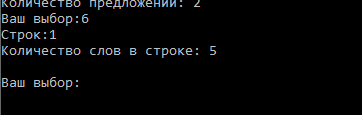 Количество предложений: 2
Ваш выбор:6
Строк:1
Количество слов в строке: 5
Ваш выбор: